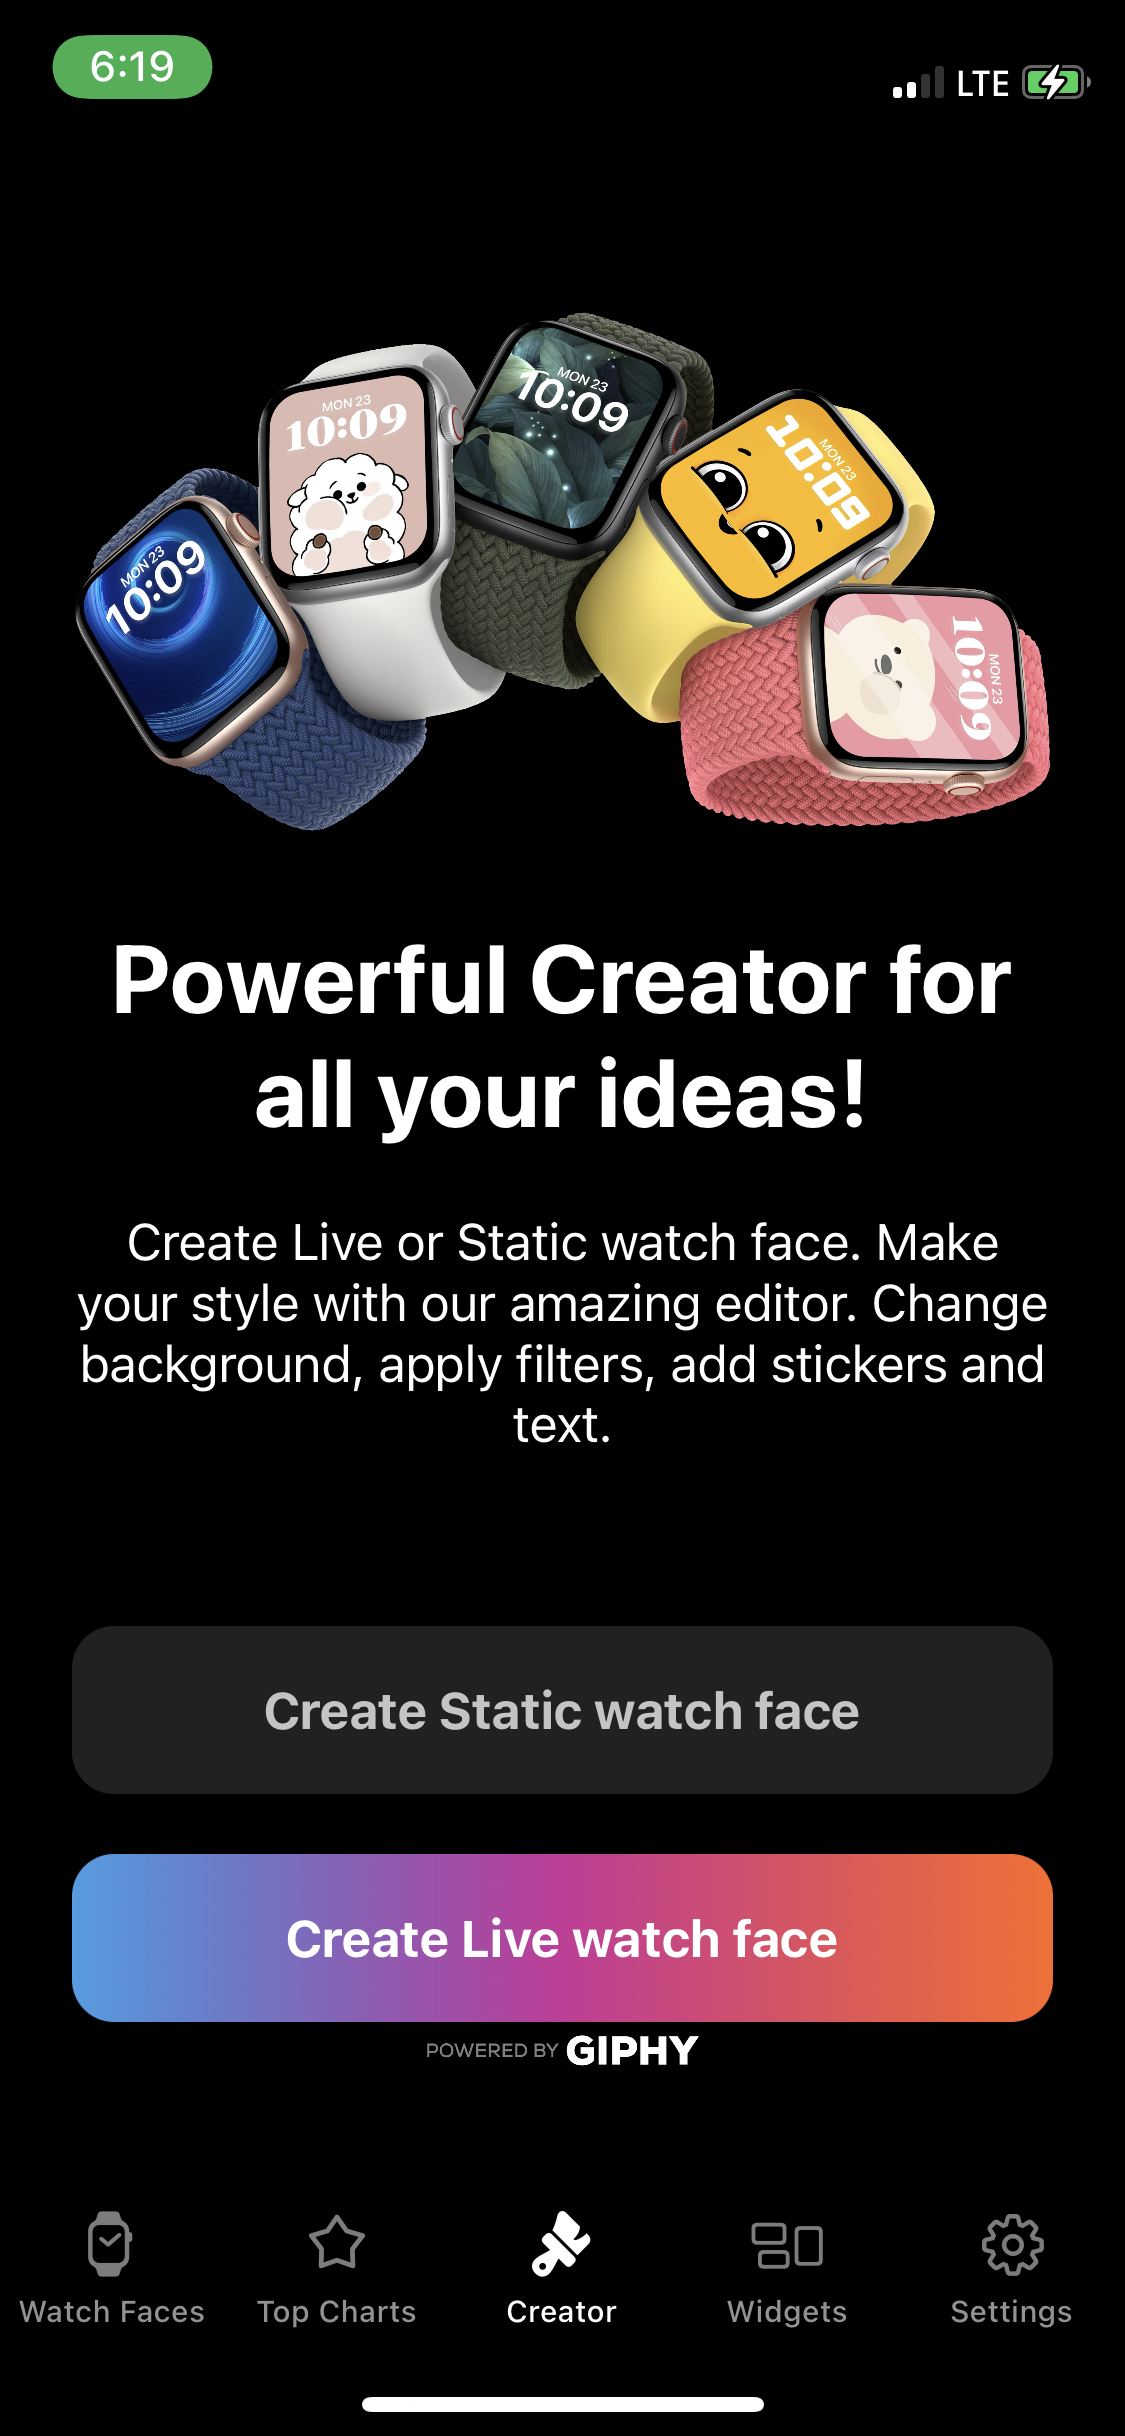 6:19
LTE
MON 23
10:09
MON 23
10:09
MON 23
10:09
MON 23
10:09
MON 23
10:09
Powerful Creator for
all your ideas!
Create Live or Static watch face. Make
your style with our amazing editor. Change
background, apply filters, add stickers and
text.
Create Static watch face
Create Live watch face
POWERED BY GIPHY
Watch Faces
Top Charts
Creator
Widgets
Settings